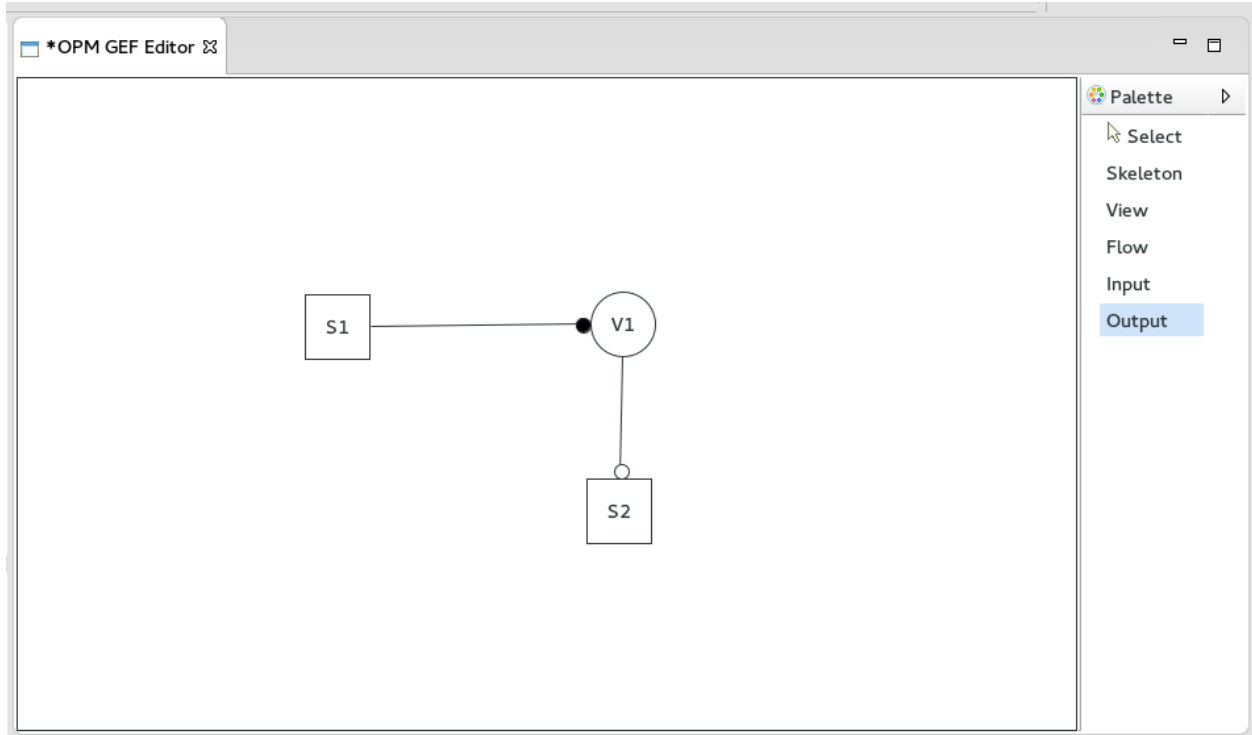 *OPM GEF Editor
Palette
Select
Skeleton
View
Flow
Input
Output
S1
V1
S2